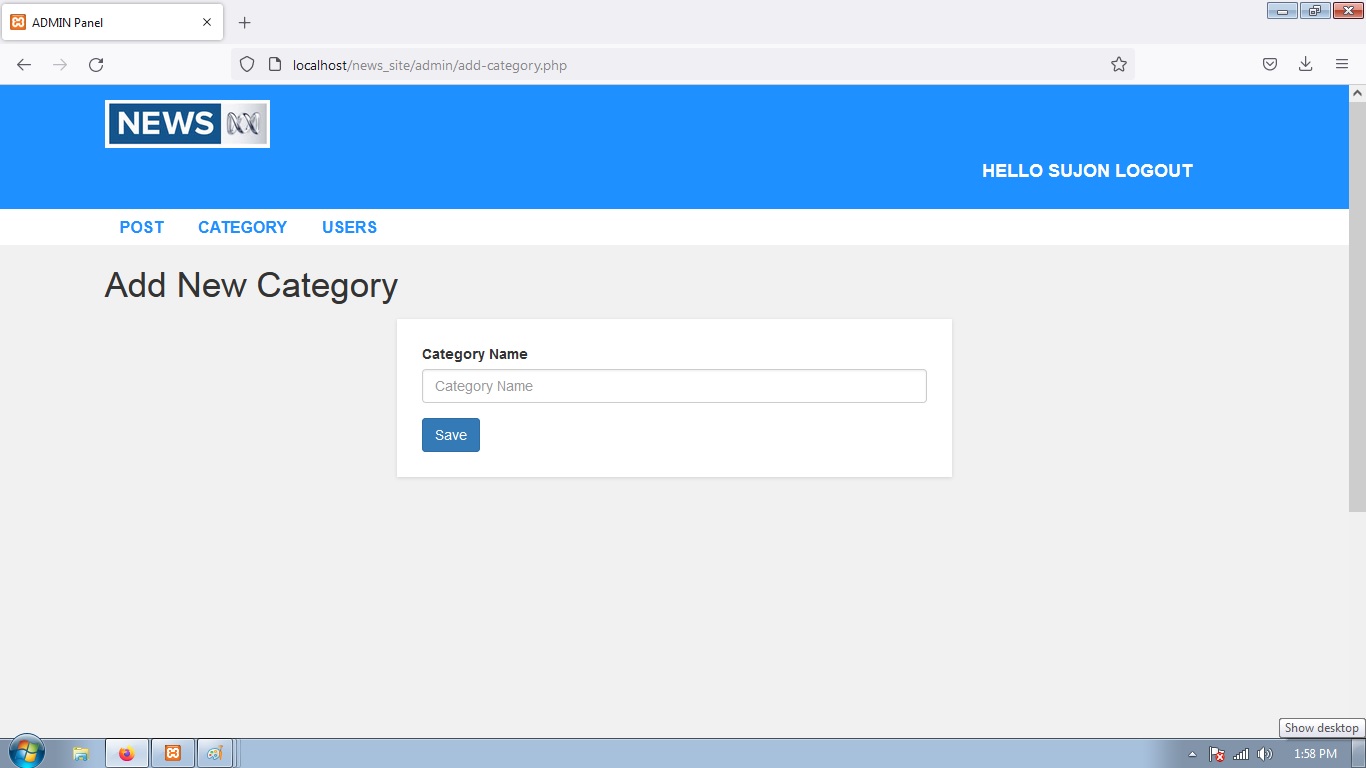 ADMIN Panel
localhost/news_site/admin/add-category.php
NEWS
HELLO SUJON LOGOUT
POST CATEGORY USERS
Add New Category
Category Name
Category Name
Save
Show desktop
1:58 PM